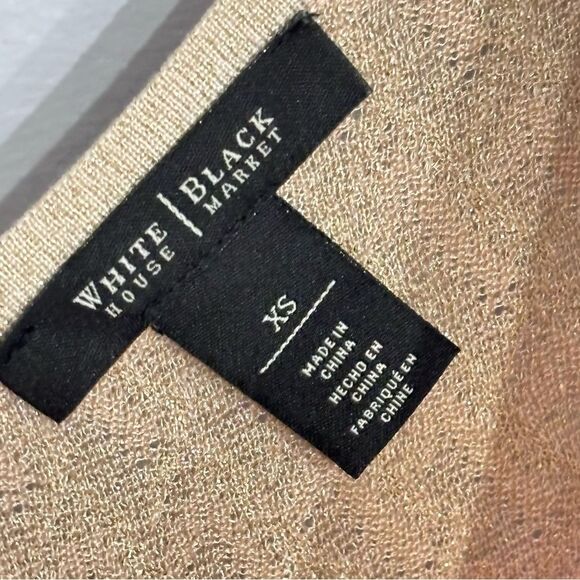 WHITE | BLACK
HOUSE | MARKET
XS
MADE IN
CHINA
HECHO EN
CHINA
FABRIQUÉ EN
CHINE